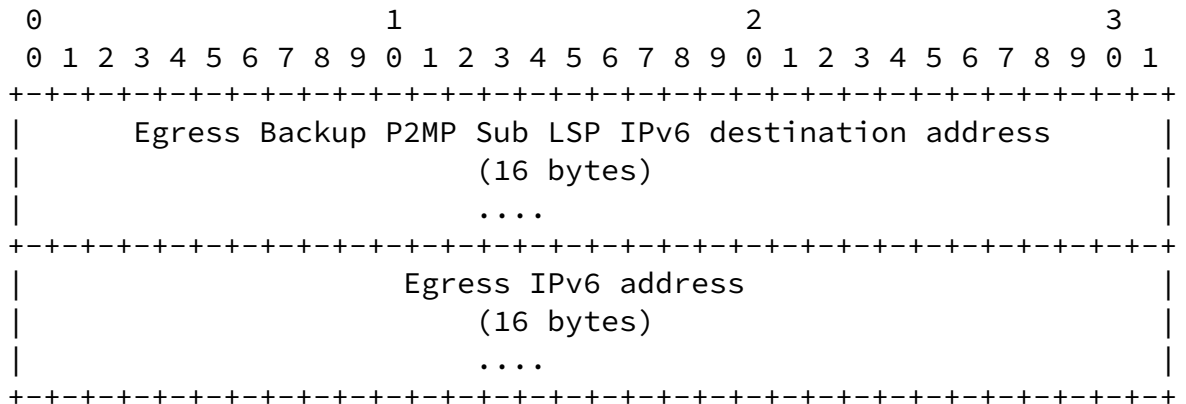 0                   1                   2                   3
 0 1 2 3 4 5 6 7 8 9 0 1 2 3 4 5 6 7 8 9 0 1 2 3 4 5 6 7 8 9 0 1
+-+-+-+-+-+-+-+-+-+-+-+-+-+-+-+-+-+-+-+-+-+-+-+-+-+-+-+-+-+-+-+-+
|      Egress Backup P2MP Sub LSP IPv6 destination address      |
|                         (16 bytes)                            |
|                         ....                                  |
+-+-+-+-+-+-+-+-+-+-+-+-+-+-+-+-+-+-+-+-+-+-+-+-+-+-+-+-+-+-+-+-+
|                     Egress IPv6 address                       |
|                         (16 bytes)                            |
|                         ....                                  |
+-+-+-+-+-+-+-+-+-+-+-+-+-+-+-+-+-+-+-+-+-+-+-+-+-+-+-+-+-+-+-+-+